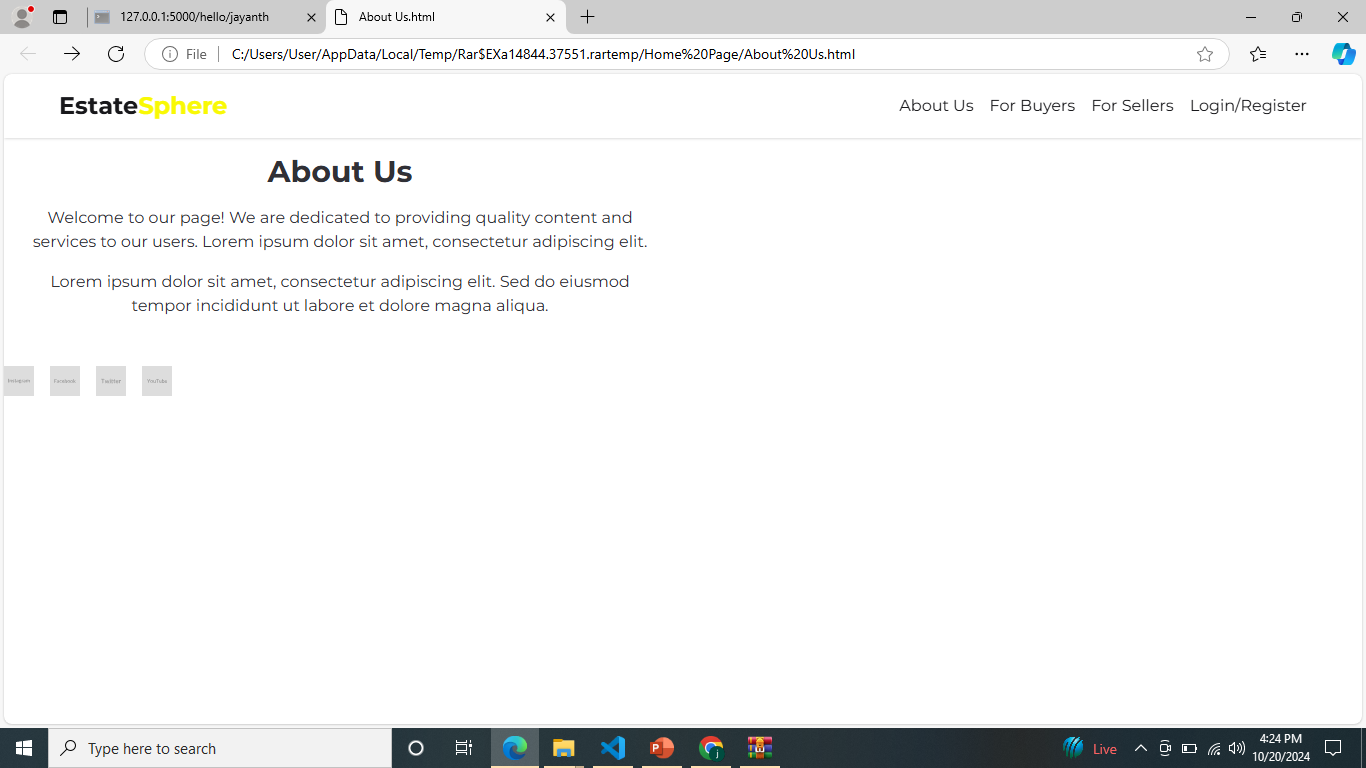 127.0.0.1:5000/hello/jayanth
About Us.html
File
C:/Users/User/AppData/Local/Temp/Rar$EXa14844.37551.rartemp/Home%20Page/About%20Us.html
EstateSphere
About Us For Buyers For Sellers Login/Register
About Us
Welcome to our page! We are dedicated to providing quality content and
services to our users. Lorem ipsum dolor sit amet, consectetur adipiscing elit.
Lorem ipsum dolor sit amet, consectetur adipiscing elit. Sed do eiusmod
tempor incididunt ut labore et dolore magna aliqua.
Instagram Facebook Twitter YouTube
Type here to search
Live
4:24 PM
10/20/2024